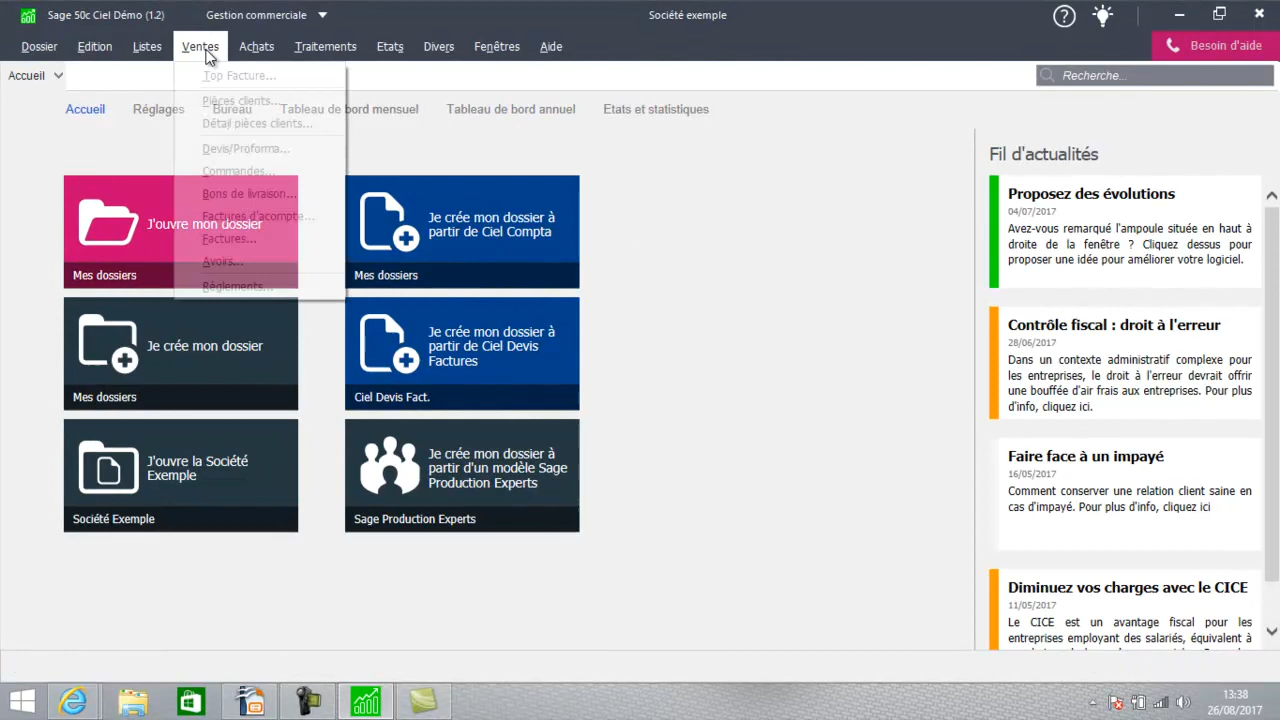 Sage 50c Ciel Démo (1.2)
Gestion commerciale
Société exemple
Dossier
Edition
Listes
Ventes
Achats
Traitements
Etats
Divers
Fenêtres
Aide
Besoin d'aide
Accueil
Recherche...
Top Facture...
Pièces clients...
Détail pièces clients...
Devis/Proforma...
Commandes...
Bons de livraison...
Factures d'acompte...
Factures...
Avoirs...
Règlements...
Accueil
Réglages
Bureau
Tableau de bord mensuel
Tableau de bord annuel
Etats et statistiques
J'ouvre mon dossier
Mes dossiers
Je crée mon dossier à
partir de Ciel Compta
Mes dossiers
Je crée mon dossier
Mes dossiers
Je crée mon dossier à
partir de Ciel Devis
Factures
Ciel Devis Fact.
J'ouvre la Société
Exemple
Société Exemple
Je crée mon dossier à
partir d'un modèle Sage
Production Experts
Sage Production Experts
Fil d'actualités
Proposez des évolutions
04/07/2017
Avez-vous remarqué l'ampoule située en haut à
droite de la fenêtre ? Cliquez dessus pour
proposer une idée pour améliorer votre logiciel.
Contrôle fiscal : droit à l'erreur
28/06/2017
Dans un contexte administratif complexe pour
les entreprises, le droit à l'erreur devrait offrir
une bouffée d'air frais aux entreprises. Pour plus
d'info, cliquez ici.
Faire face à un impayé
16/05/2017
Comment conserver une relation client saine en
cas d'impayé. Pour plus d'info, cliquez ici
Diminuez vos charges avec le CICE
11/05/2017
Le CICE est un avantage fiscal pour les
entreprises employant des salariés, équivalent à
13:38
26/08/2017